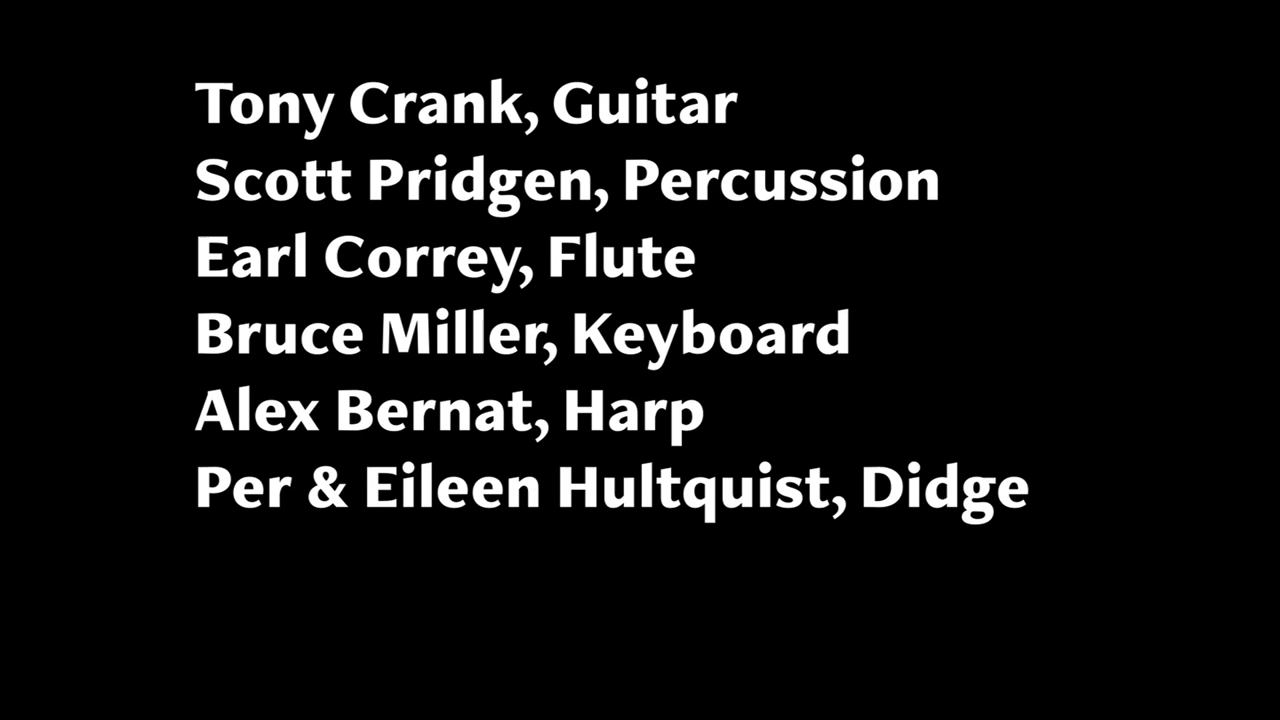 Tony Crank, Guitar
Scott Pridgen, Percussion
Earl Correy, Flute
Bruce Miller, Keyboard
Alex Bernat, Harp
Per & Eileen Hultquist, Didge